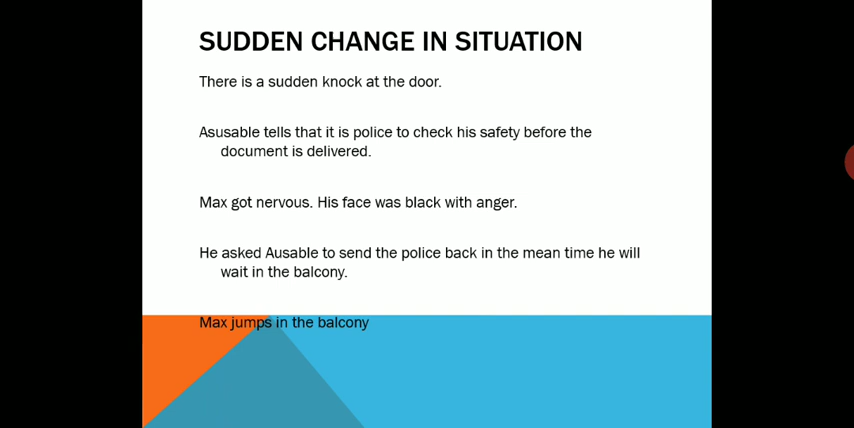 SUDDEN CHANGE IN SITUATION
There is a sudden knock at the door.
Asusable tells that it is police to check his safety before the
document is delivered.
Max got nervous. His face was black with anger.
He asked Ausable to send the police back in the mean time he will
wait in the balcony.
Max jumps in the balcony